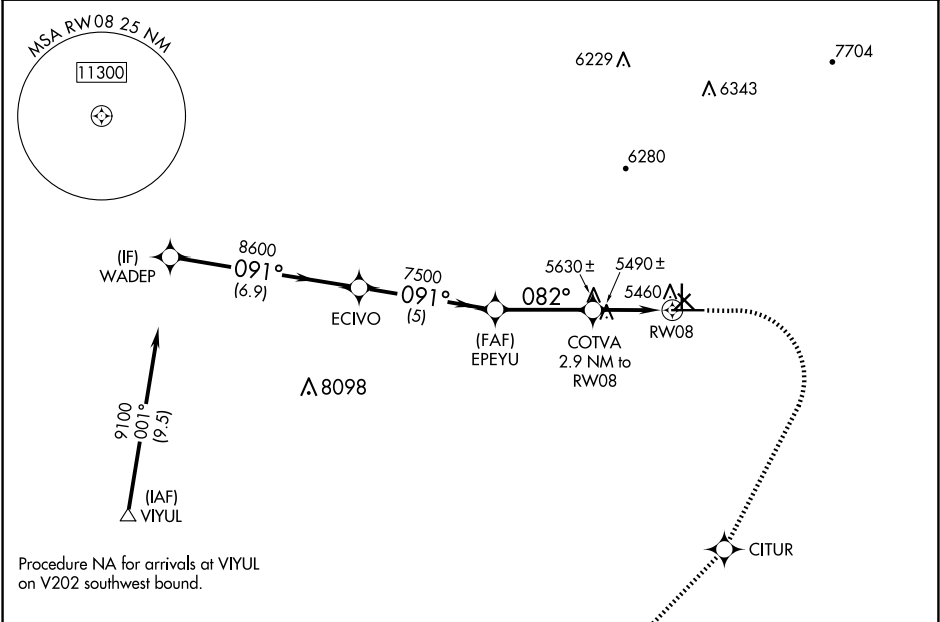 MSA RW08 25 NM
11300
6229
7704
6343
6280
(IF)
WADEP
8600
091°
(6.9)
ECIVO
7500
091°
(5)
(FAF)
EPEYU
082°
5630 ±
5490 ±
5460
COTVA
2.9 NM to
RW08
RW08
8098
9100
001°
(9.5)
(IAF)
VIYUL
CITUR
Procedure NA for arrivals at VIYUL
on V202 southwest bound.